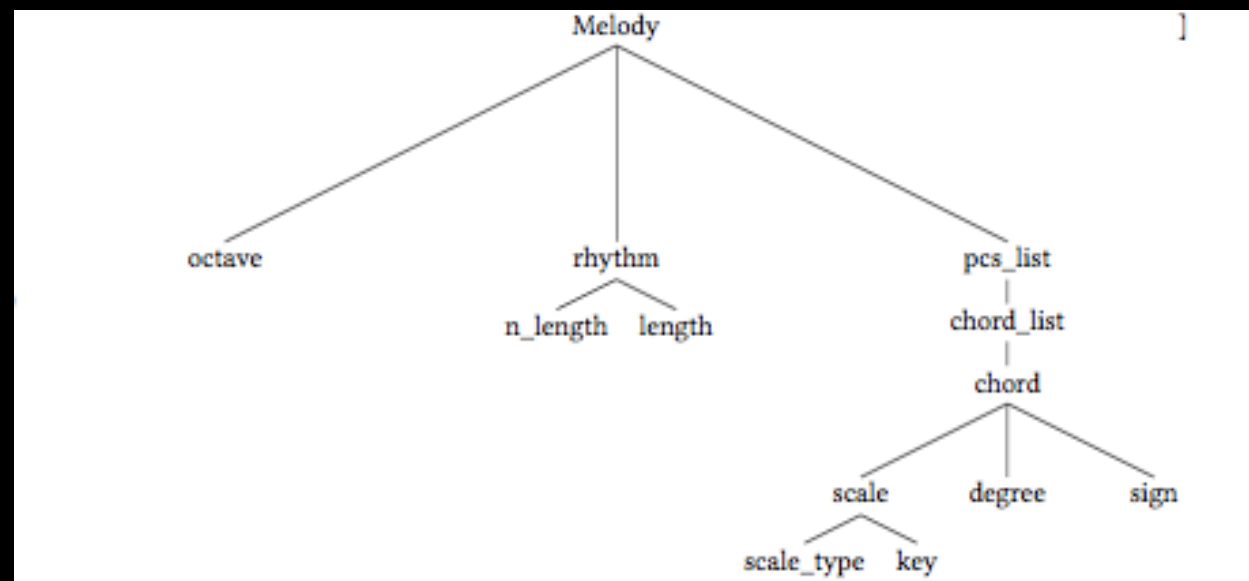 Melody ]
octave rhythm pcs_list
n_length length chord_list
chord
scale degree sign
scale_type key